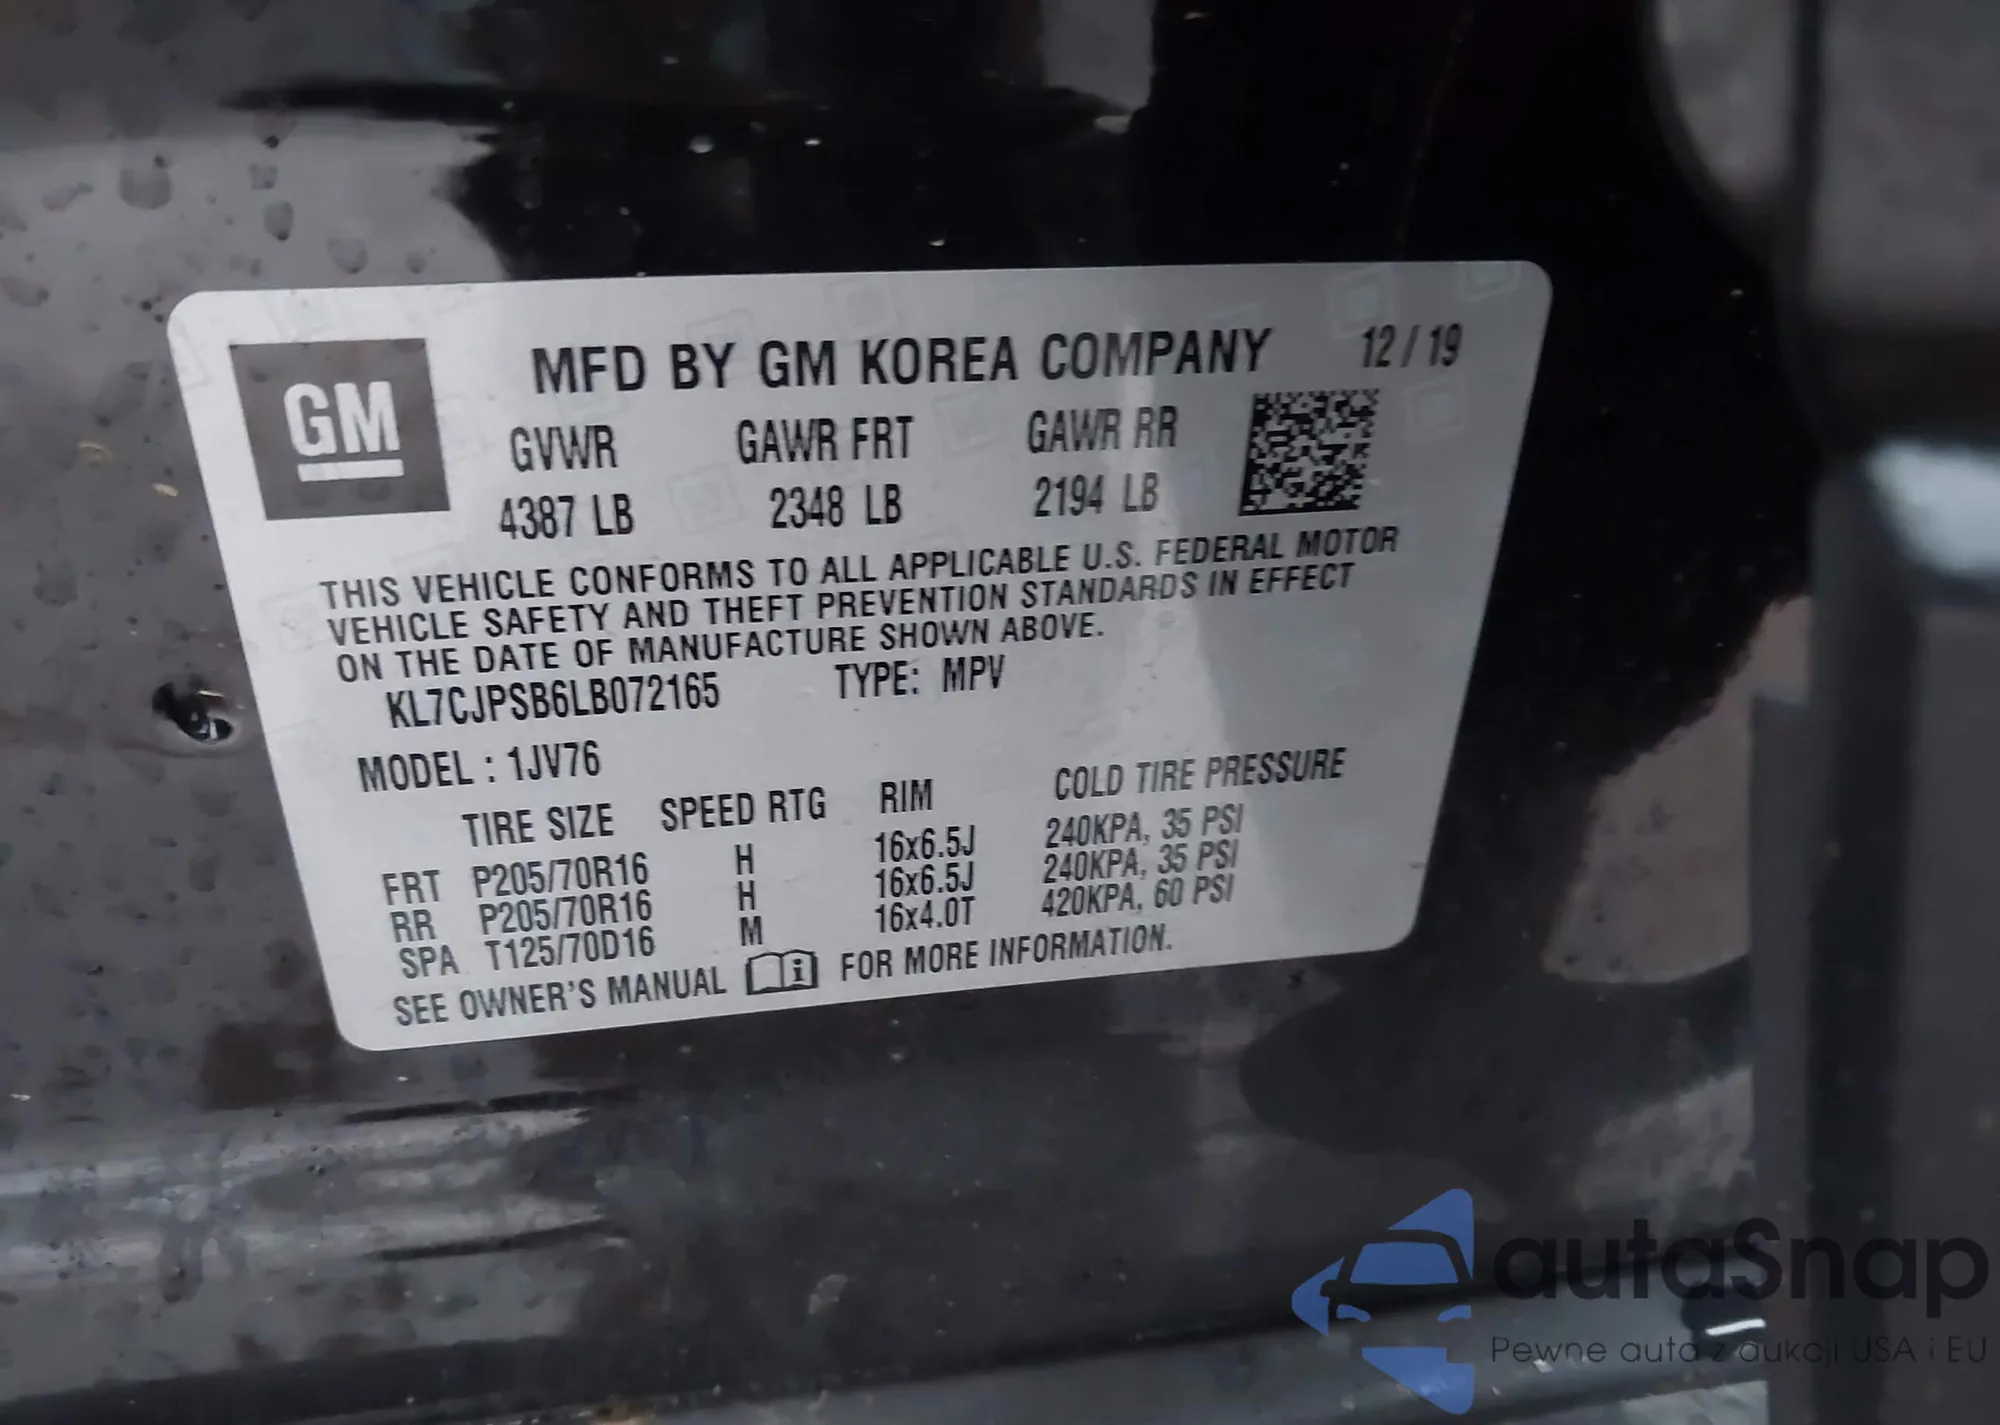 GM
MFD BY GM KOREA COMPANY 12/19
GVWR GAWR FRT GAWR RR
4387 LB 2348 LB 2194 LB
THIS VEHICLE CONFORMS TO ALL APPLICABLE U.S. FEDERAL MOTOR
VEHICLE SAFETY AND THEFT PREVENTION STANDARDS IN EFFECT
ON THE DATE OF MANUFACTURE SHOWN ABOVE.
KL7CJPSB6LB072165 TYPE: MPV
MODEL : 1JV76
TIRE SIZE SPEED RTG RIM COLD TIRE PRESSURE
FRT P205/70R16 H 16x6.5J 240KPA, 35 PSI
RR P205/70R16 H 16x6.5J 240KPA, 35 PSI
SPA T125/70D16 M 16x4.0T 420KPA, 60 PSI
SEE OWNER'S MANUAL i FOR MORE INFORMATION.
autaSnap
Pewne auta z aukcji USA i EU